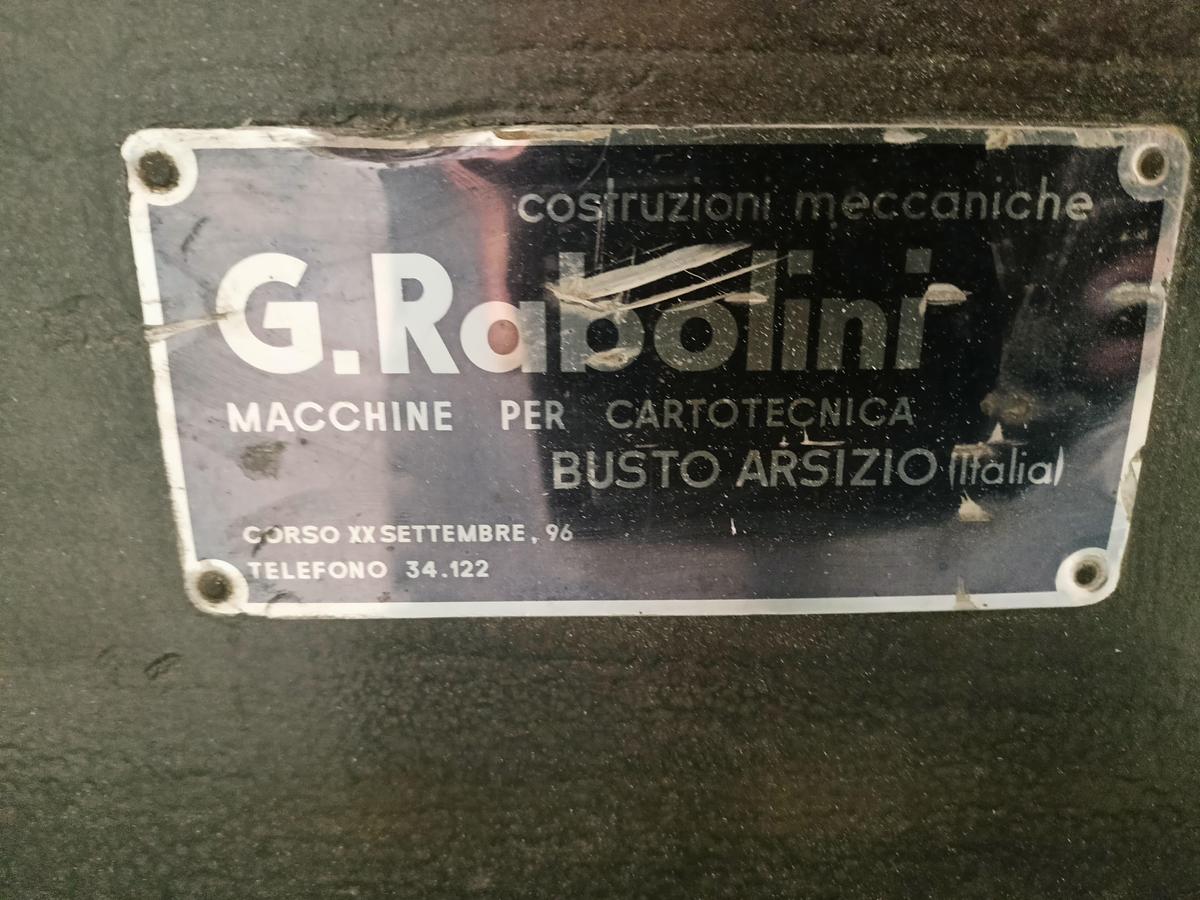 costruzioni meccaniche
G.Rabolini
MACCHINE PER CARTOTECNICA
BUSTO ARSIZIO (Italia)
CORSO XX SETTEMBRE, 96
TELEFONO 34.122